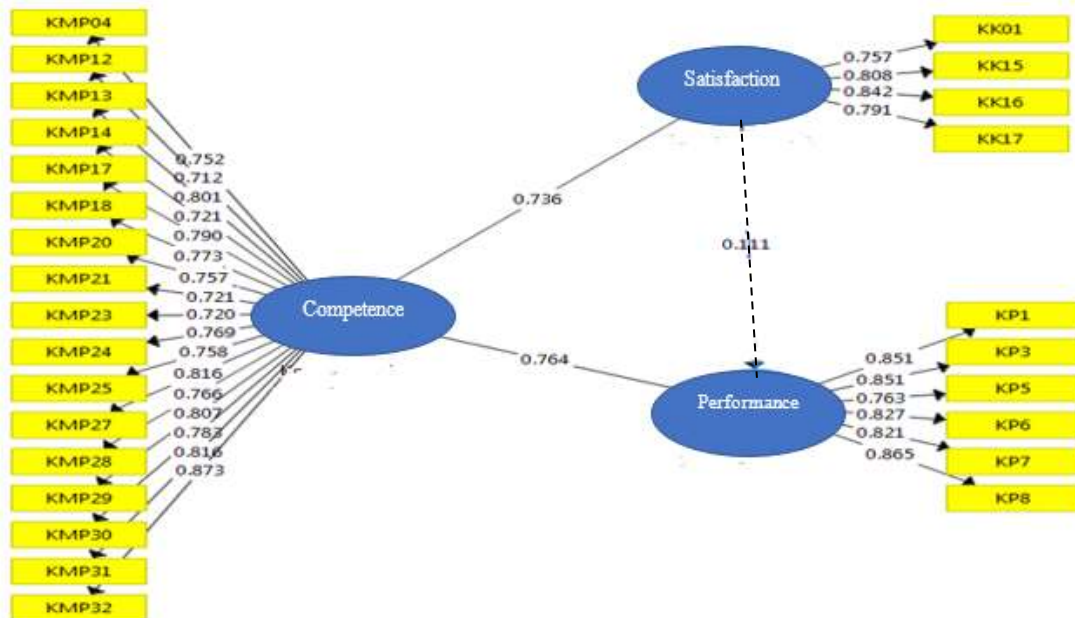 KMP04
KMP12
KMP13
KMP14
KMP17
KMP18
KMP20
KMP21
KMP23
KMP24
KMP25
KMP27
KMP28
KMP29
KMP30
KMP31
KMP32
0.752
0.712
0.801
0.721
0.790
0.773
0.757
0.721
0.720
0.769
0.758
0.816
0.766
0.807
0.783
0.816
0.873
Competence
0.736
0.764
Satisfaction
0.757
0.808
0.842
0.791
KK01
KK15
KK16
KK17
0.111
Performance
0.851
0.851
0.763
0.827
0.821
0.865
KP1
KP3
KP5
KP6
KP7
KP8